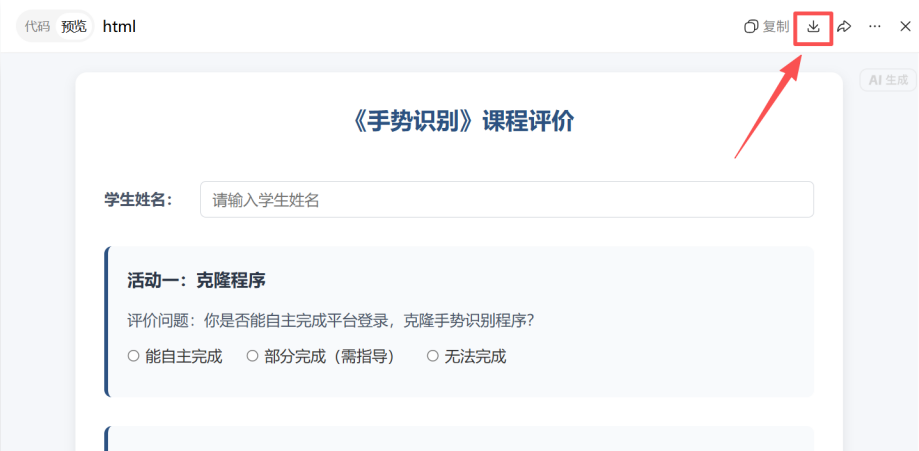 代码 预览 html 复制
AI 生成
《手势识别》课程评价
学生姓名： 请输入学生姓名
活动一：克隆程序
评价问题：你是否能自主完成平台登录，克隆手势识别程序？
能自主完成 部分完成（需指导） 无法完成